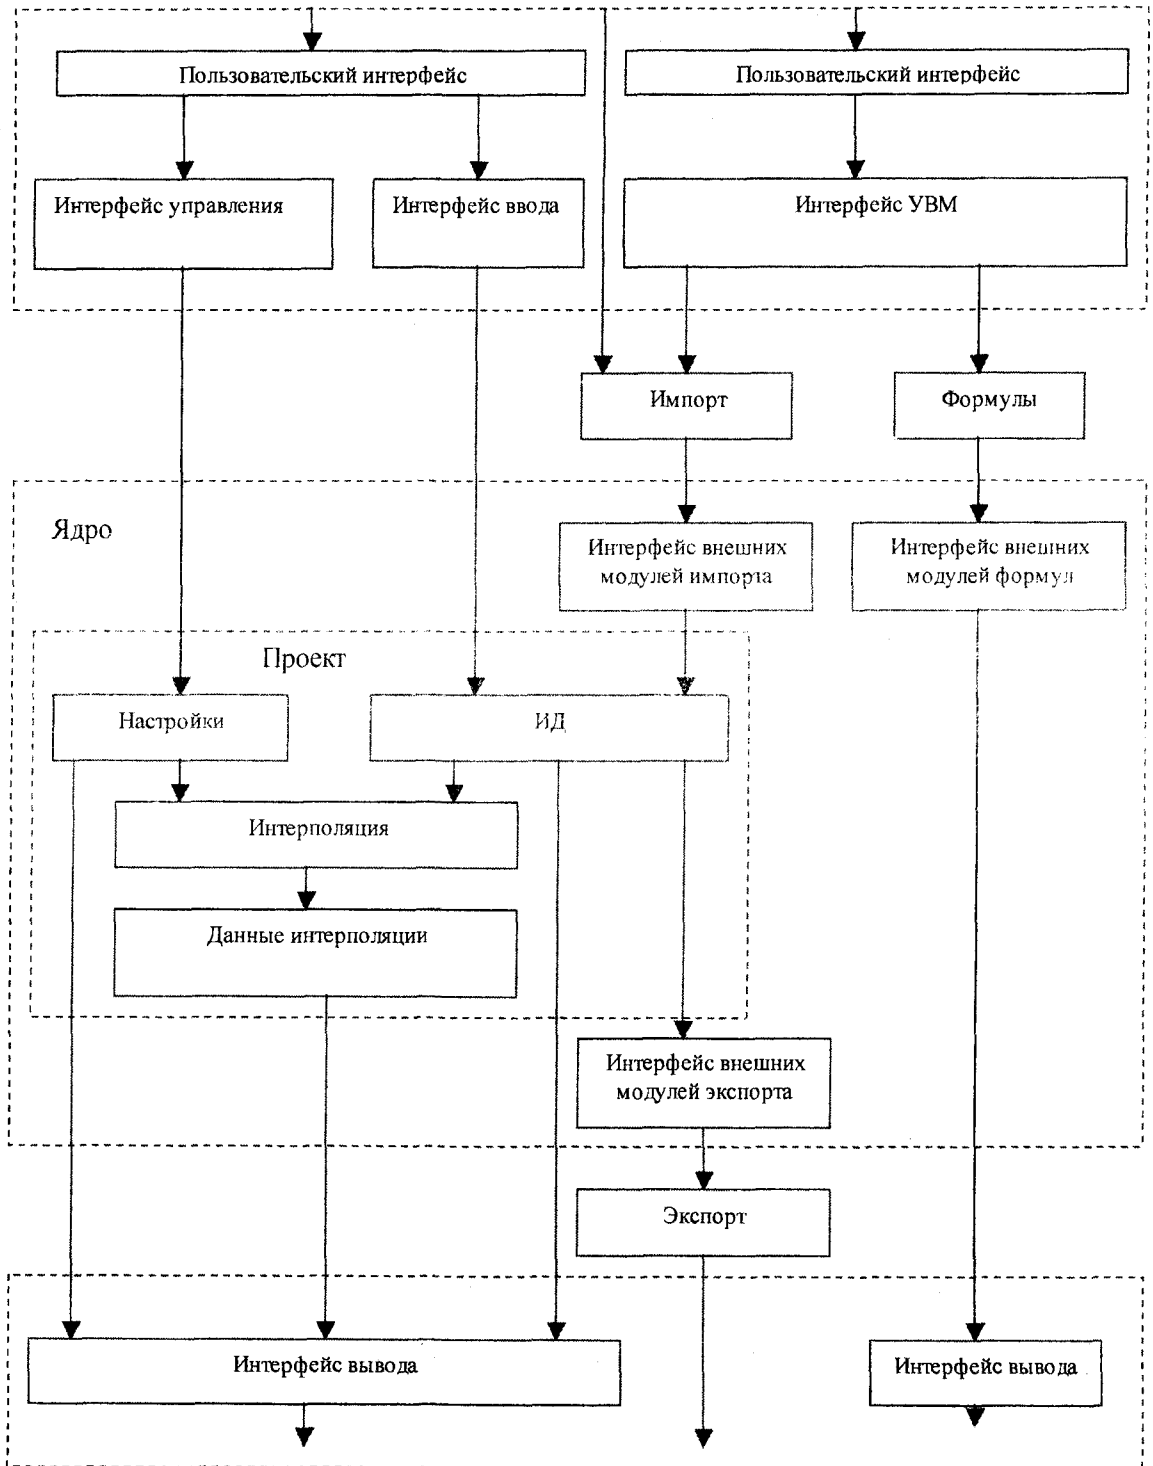 Пользовательский интерфейс
Пользовательский интерфейс
Интерфейс управления
Интерфейс ввода
Интерфейс УВМ
Импорт
Формулы
Ядро
Интерфейс внешних
модулей импорта
Интерфейс внешних
модулей формул
Проект
Настройки
ИД
Интерполяция
Данные интерполяции
Интерфейс внешних
модулей экспорта
Экспорт
Интерфейс вывода
Интерфейс вывода